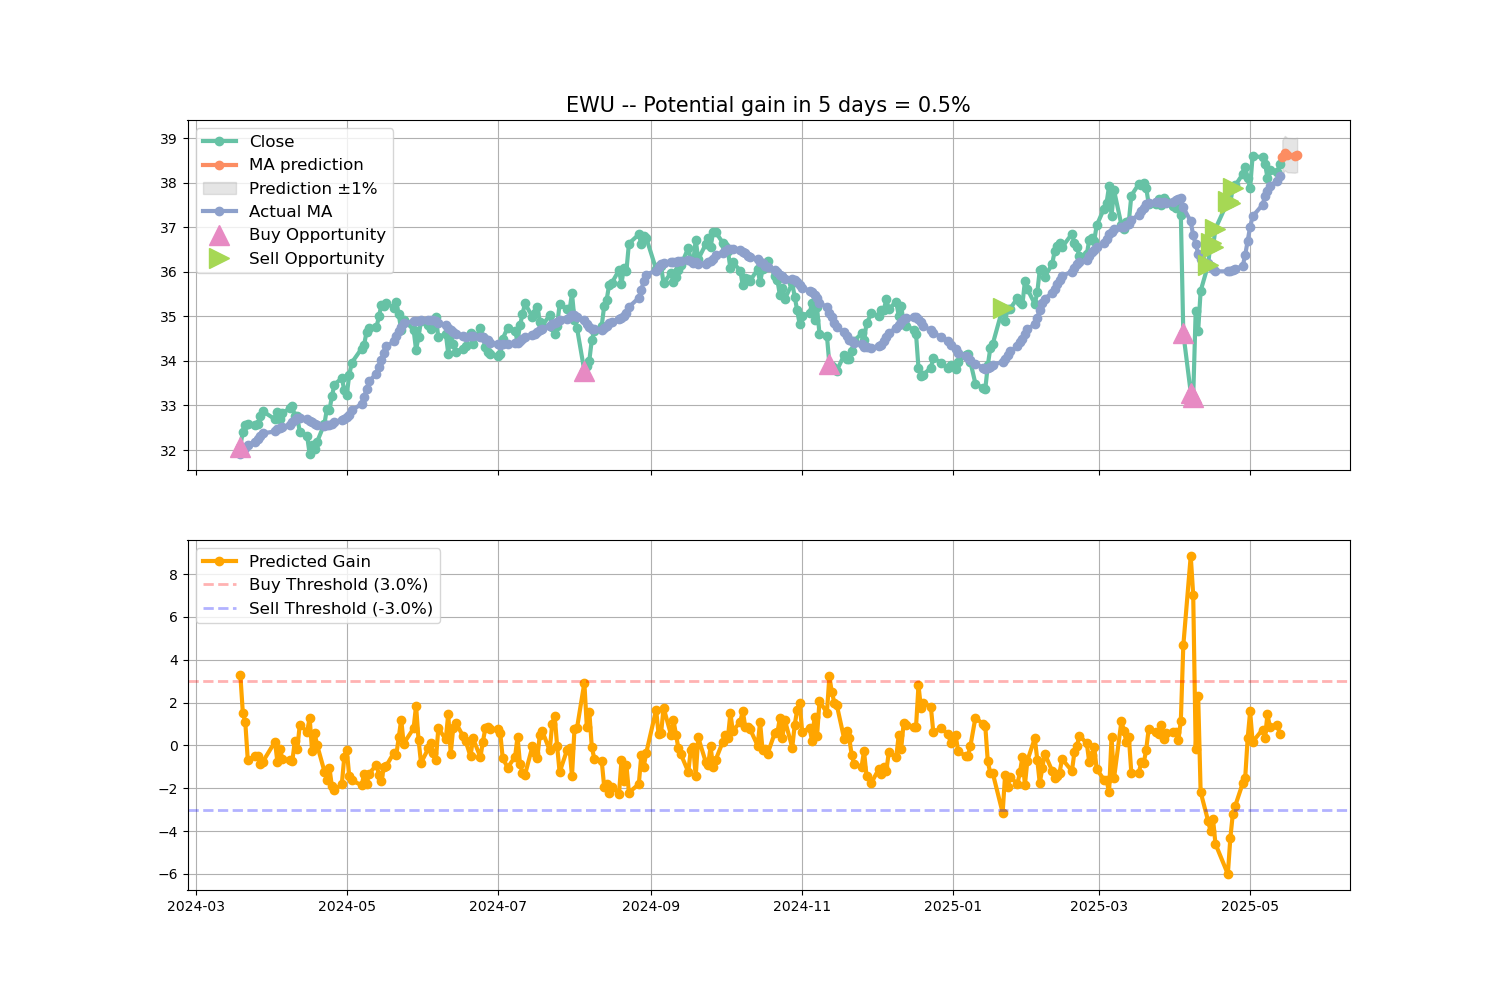 EWU -- Potential gain in 5 days = 0.5%
39
38
37
36
35
34
33
32
Close
MA prediction
Prediction ±1%
Actual MA
Buy Opportunity
Sell Opportunity
8
6
4
2
0
−2
−4
−6
Predicted Gain
Buy Threshold (3.0%)
Sell Threshold (-3.0%)
2024-03
2024-05
2024-07
2024-09
2024-11
2025-01
2025-03
2025-05